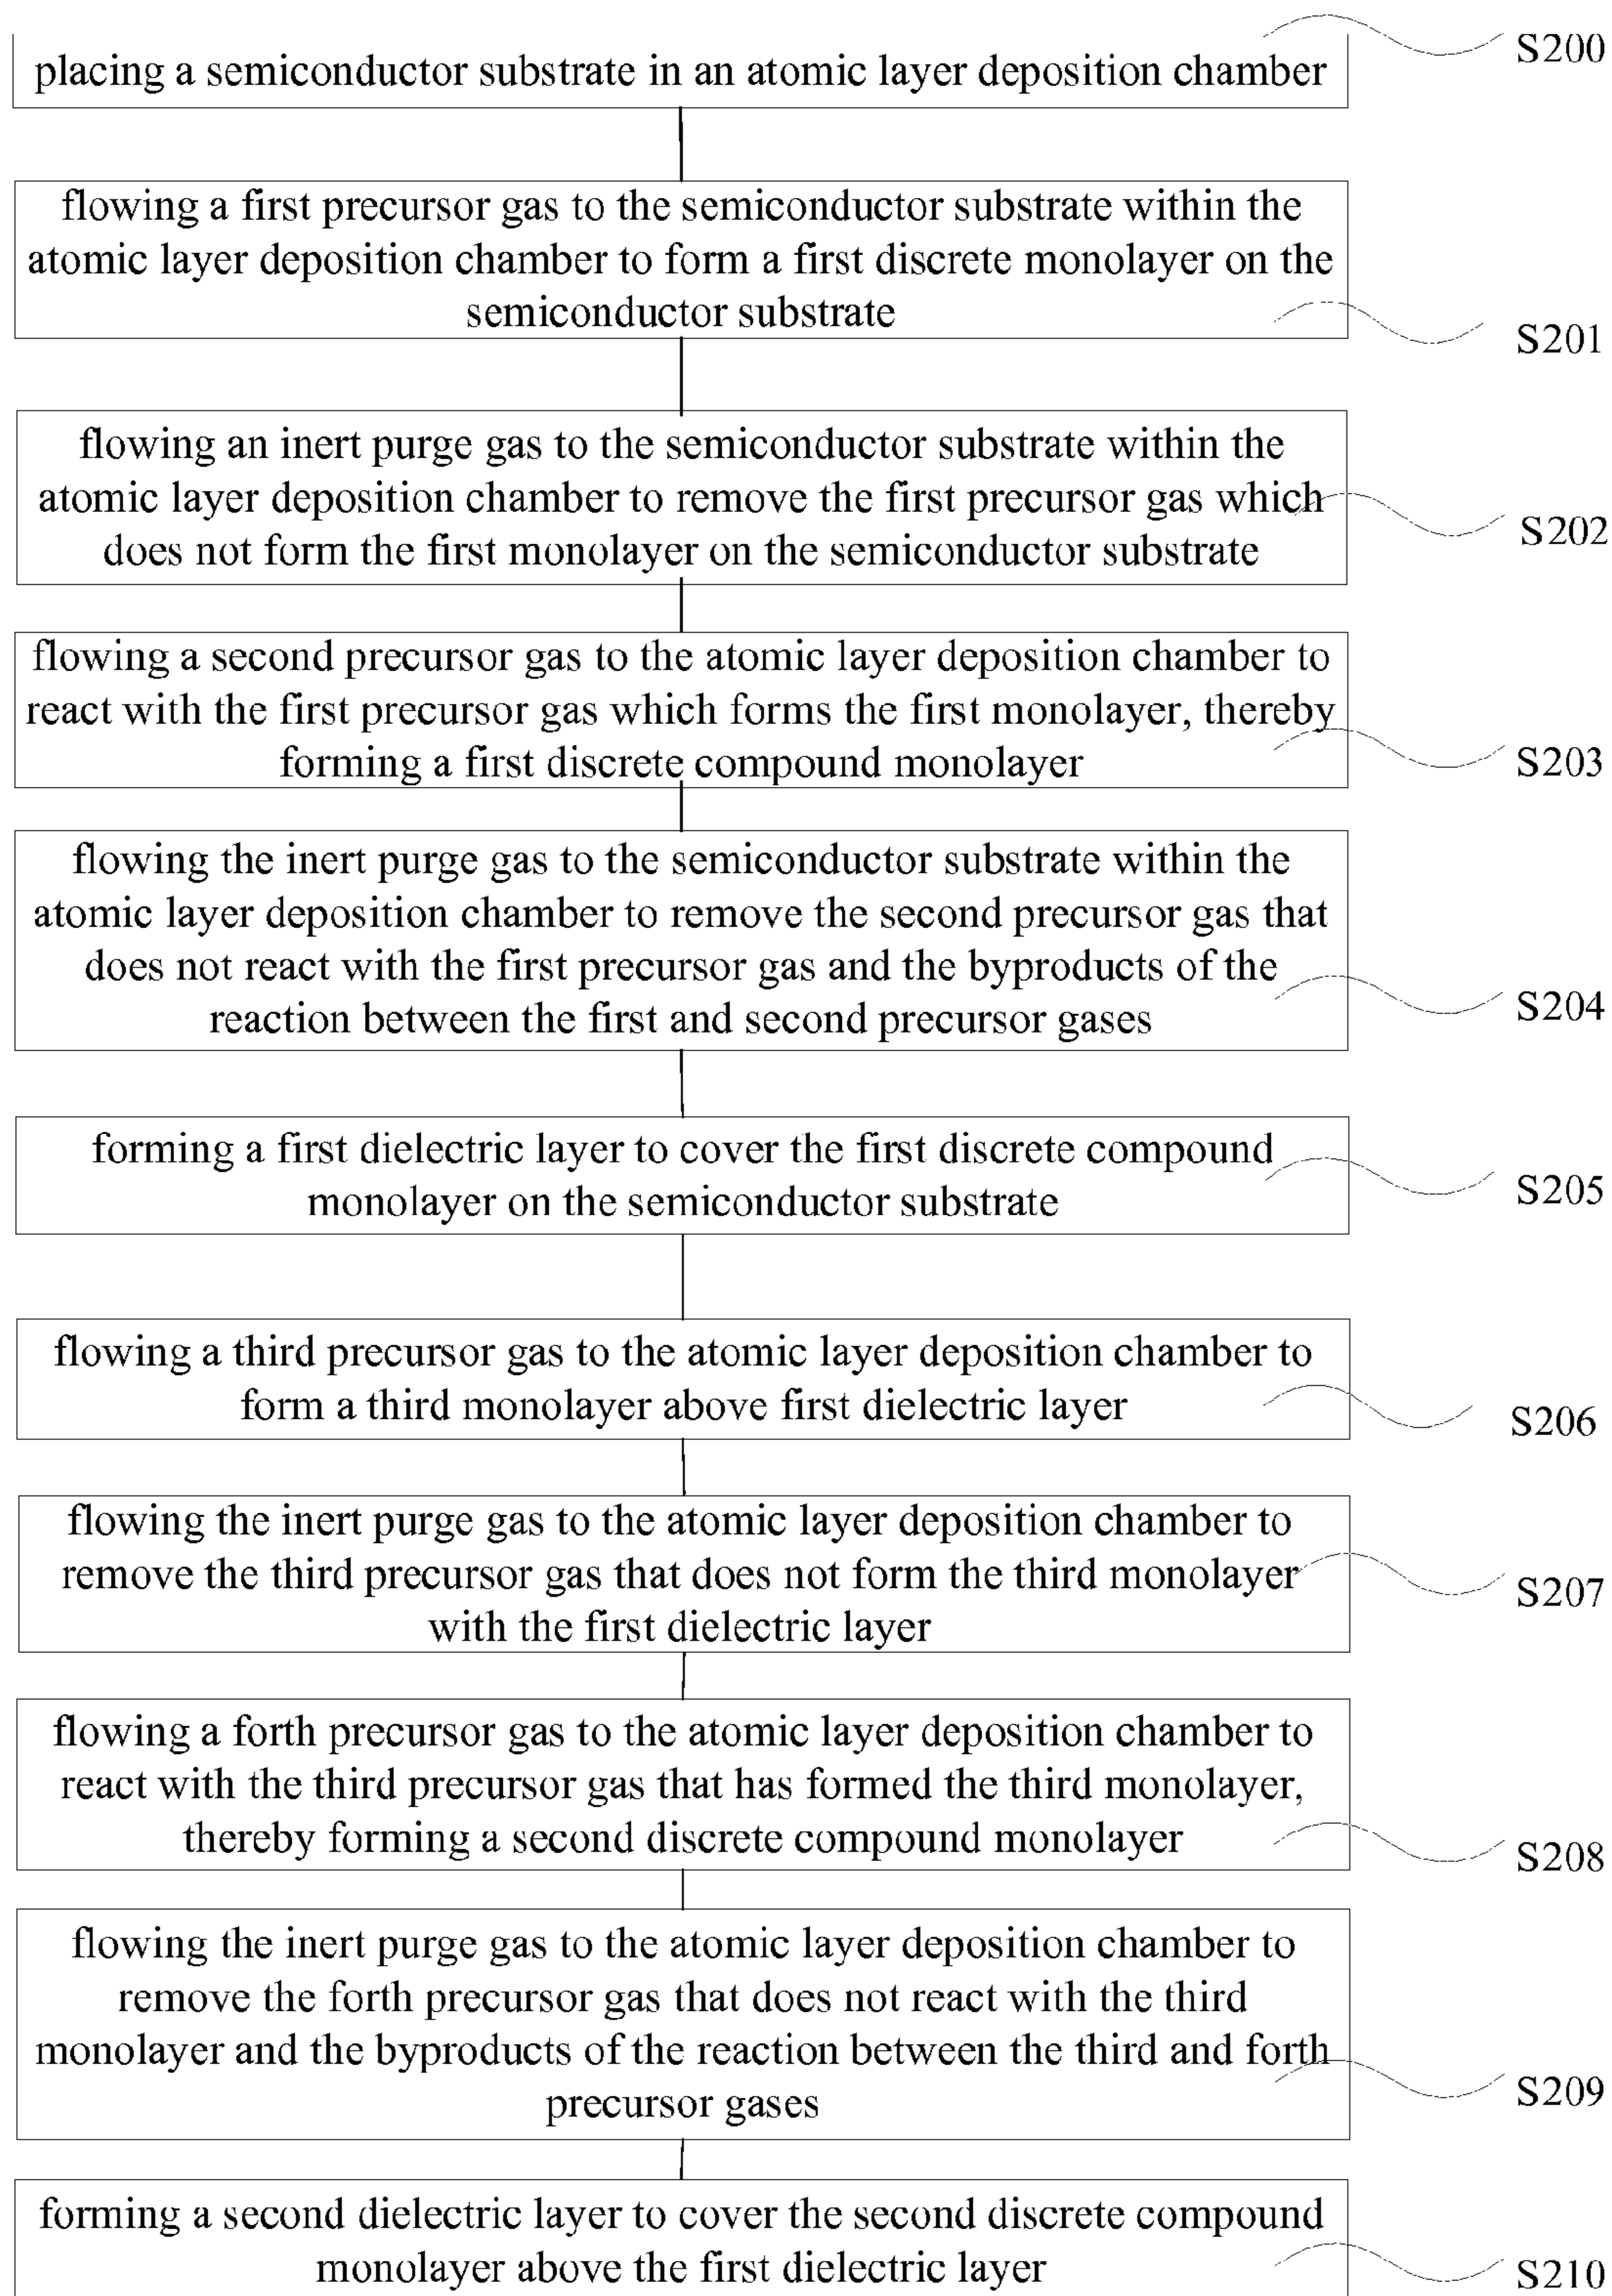 placing a semiconductor substrate in an atomic layer deposition chamber
S200
flowing a first precursor gas to the semiconductor substrate within the
atomic layer deposition chamber to form a first discrete monolayer on the
semiconductor substrate
S201
flowing an inert purge gas to the semiconductor substrate within the
atomic layer deposition chamber to remove the first precursor gas which
does not form the first monolayer on the semiconductor substrate
S202
flowing a second precursor gas to the atomic layer deposition chamber to
react with the first precursor gas which forms the first monolayer, thereby
forming a first discrete compound monolayer
S203
flowing the inert purge gas to the semiconductor substrate within the
atomic layer deposition chamber to remove the second precursor gas that
does not react with the first precursor gas and the byproducts of the
reaction between the first and second precursor gases
S204
forming a first dielectric layer to cover the first discrete compound
monolayer on the semiconductor substrate
S205
flowing a third precursor gas to the atomic layer deposition chamber to
form a third monolayer above first dielectric layer
S206
flowing the inert purge gas to the atomic layer deposition chamber to
remove the third precursor gas that does not form the third monolayer
with the first dielectric layer
S207
flowing a forth precursor gas to the atomic layer deposition chamber to
react with the third precursor gas that has formed the third monolayer,
thereby forming a second discrete compound monolayer
S208
flowing the inert purge gas to the atomic layer deposition chamber to
remove the forth precursor gas that does not react with the third
monolayer and the byproducts of the reaction between the third and forth
precursor gases
S209
forming a second dielectric layer to cover the second discrete compound
monolayer above the first dielectric layer
S210